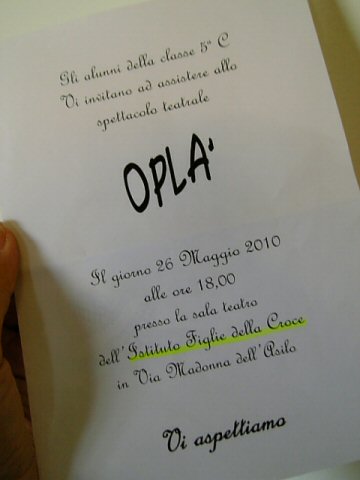 Gli alunni della classe 5ª C
Vi invitano ad assistere allo
spettacolo teatrale
OPLA'
Il giorno 26 Maggio 2010
alle ore 18,00
presso la sala teatro
dell'Istituto Figlie della Croce
in Via Madonna dell'Asilo
Vi aspettiamo